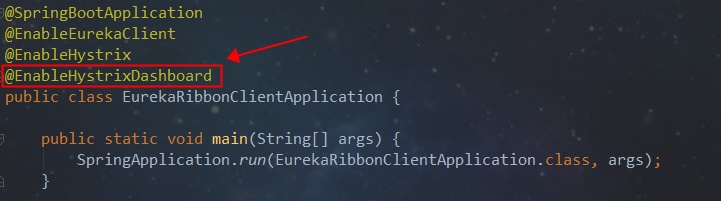 @SpringBootApplication
@EnableEurekaClient
@EnableHystrix
@EnableHystrixDashboard
public class EurekaRibbonClientApplication {
public static void main(String[] args) {
SpringApplication.run(EurekaRibbonClientApplication.class, args);
}